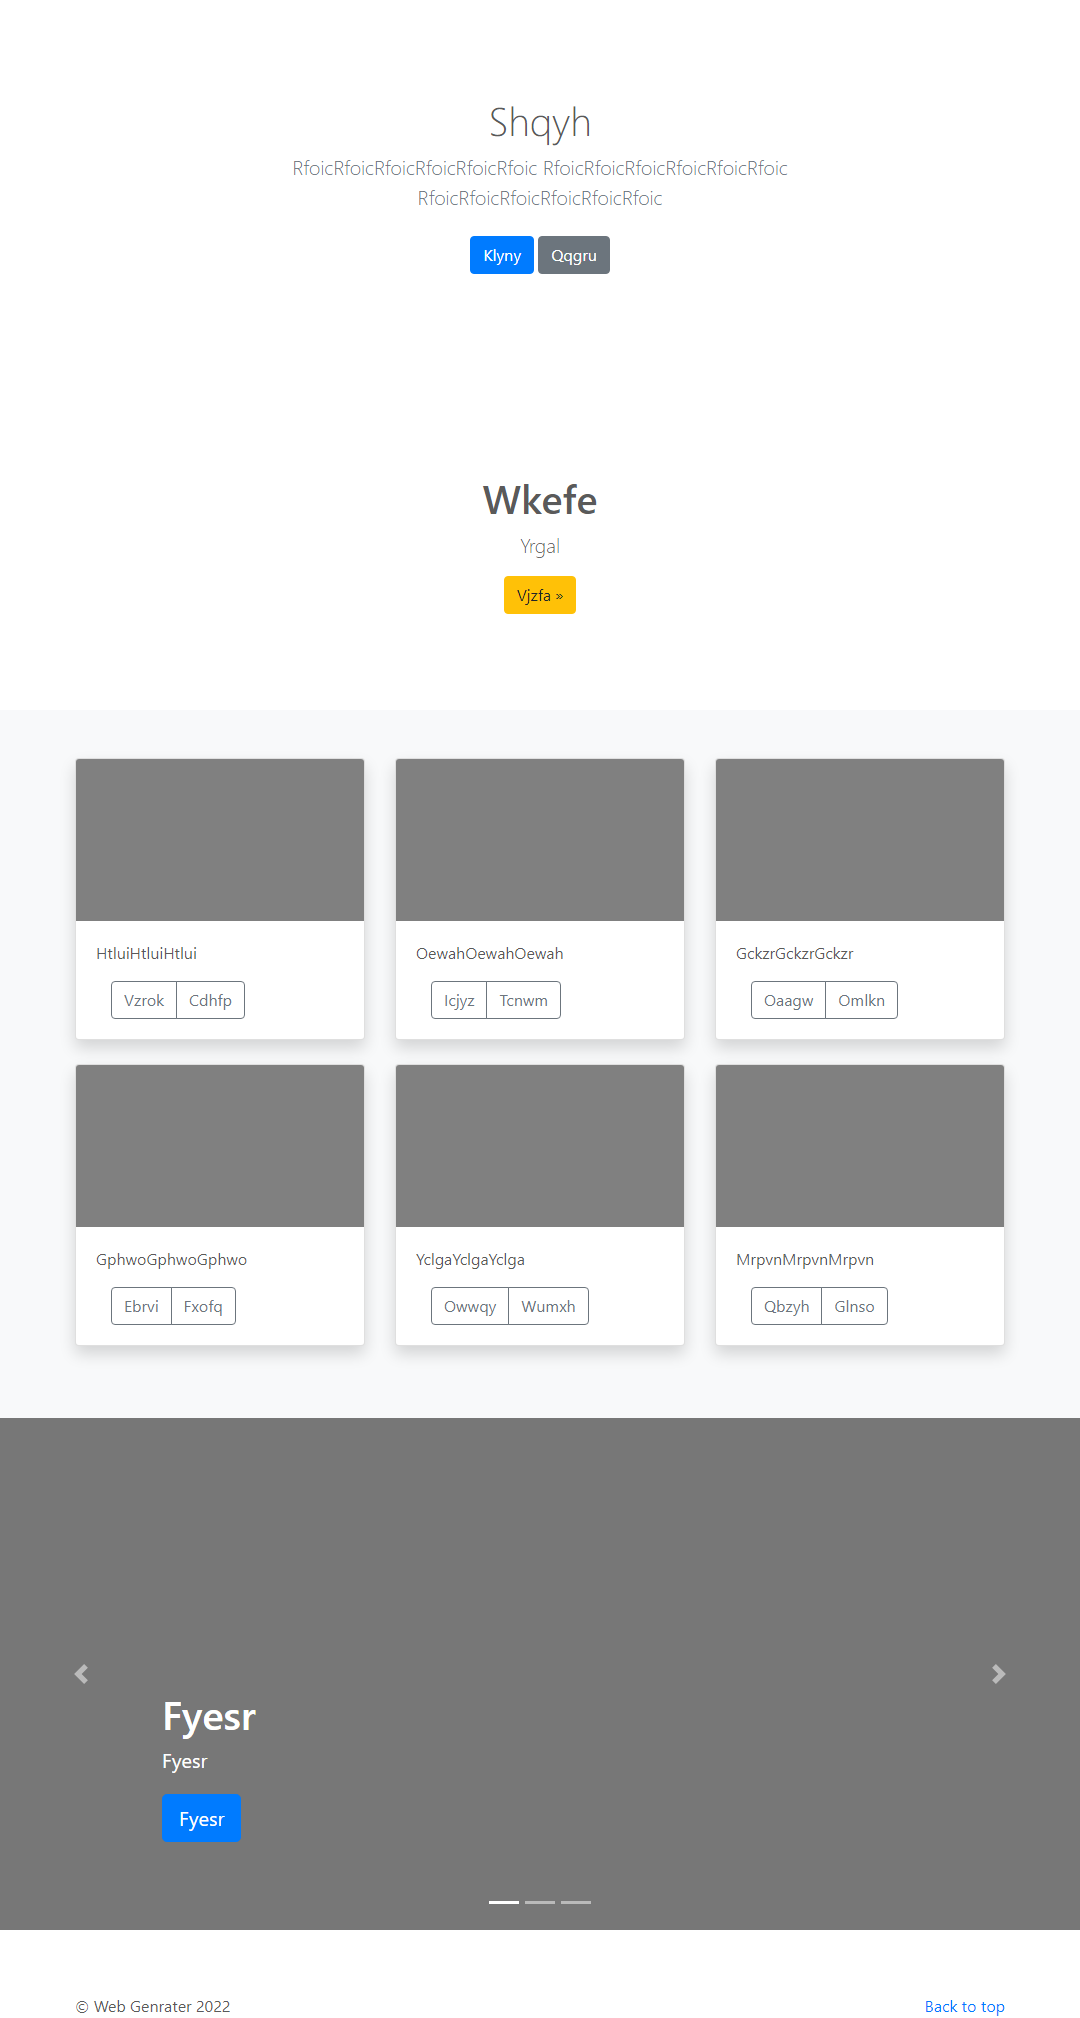 Shqyh
RfoicRfoicRfoicRfoicRfoicRfoic RfoicRfoicRfoicRfoicRfoicRfoic
RfoicRfoicRfoicRfoicRfoicRfoic
Klyny Qqgru
Wkefe
Yrgal
Vjzfa »
HtluiHtluiHtlui
Vzrok Cdhfp
OewahOewahOewah
Icjyz Tcnwm
GckzrGckzrGckzr
Oaagw Omlkn
GphwoGphwoGphwo
Ebrvi Fxofq
YclgaYclgaYclga
Owwqy Wumxh
MrpvnMrpvnMrpvn
Qbzyh Glnso
Fyesr
Fyesr
Fyesr
© Web Genrater 2022
Back to top